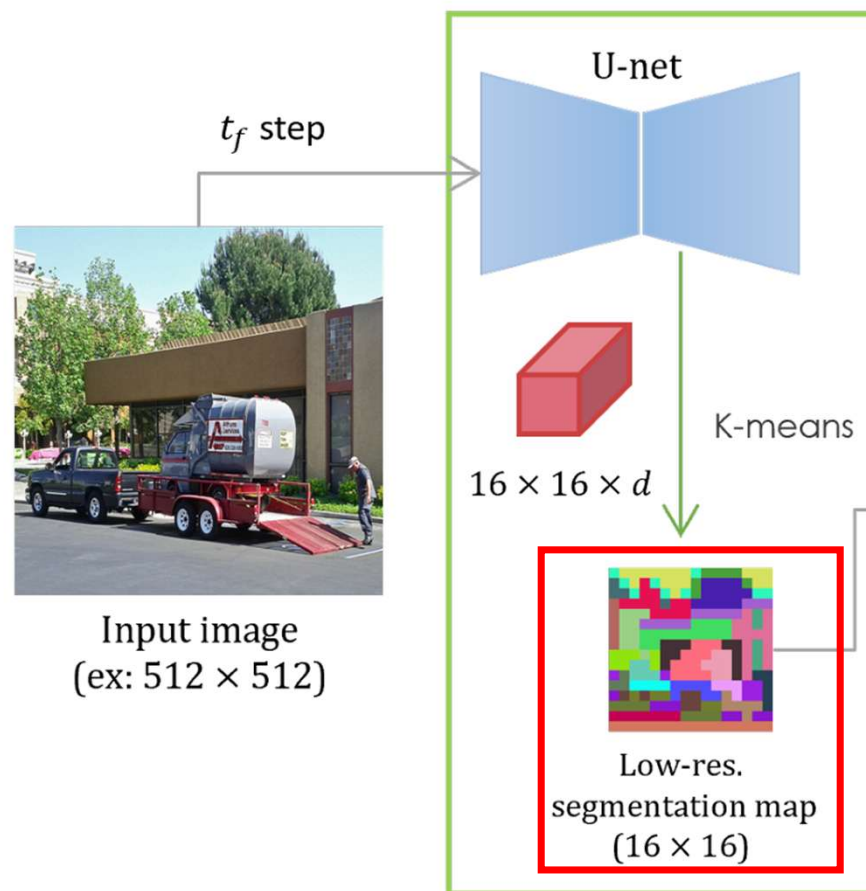 U-net
t_f step
K-means
16 × 16 × d
Input image
(ex: 512 × 512)
Low-res.
segmentation map
(16 × 16)